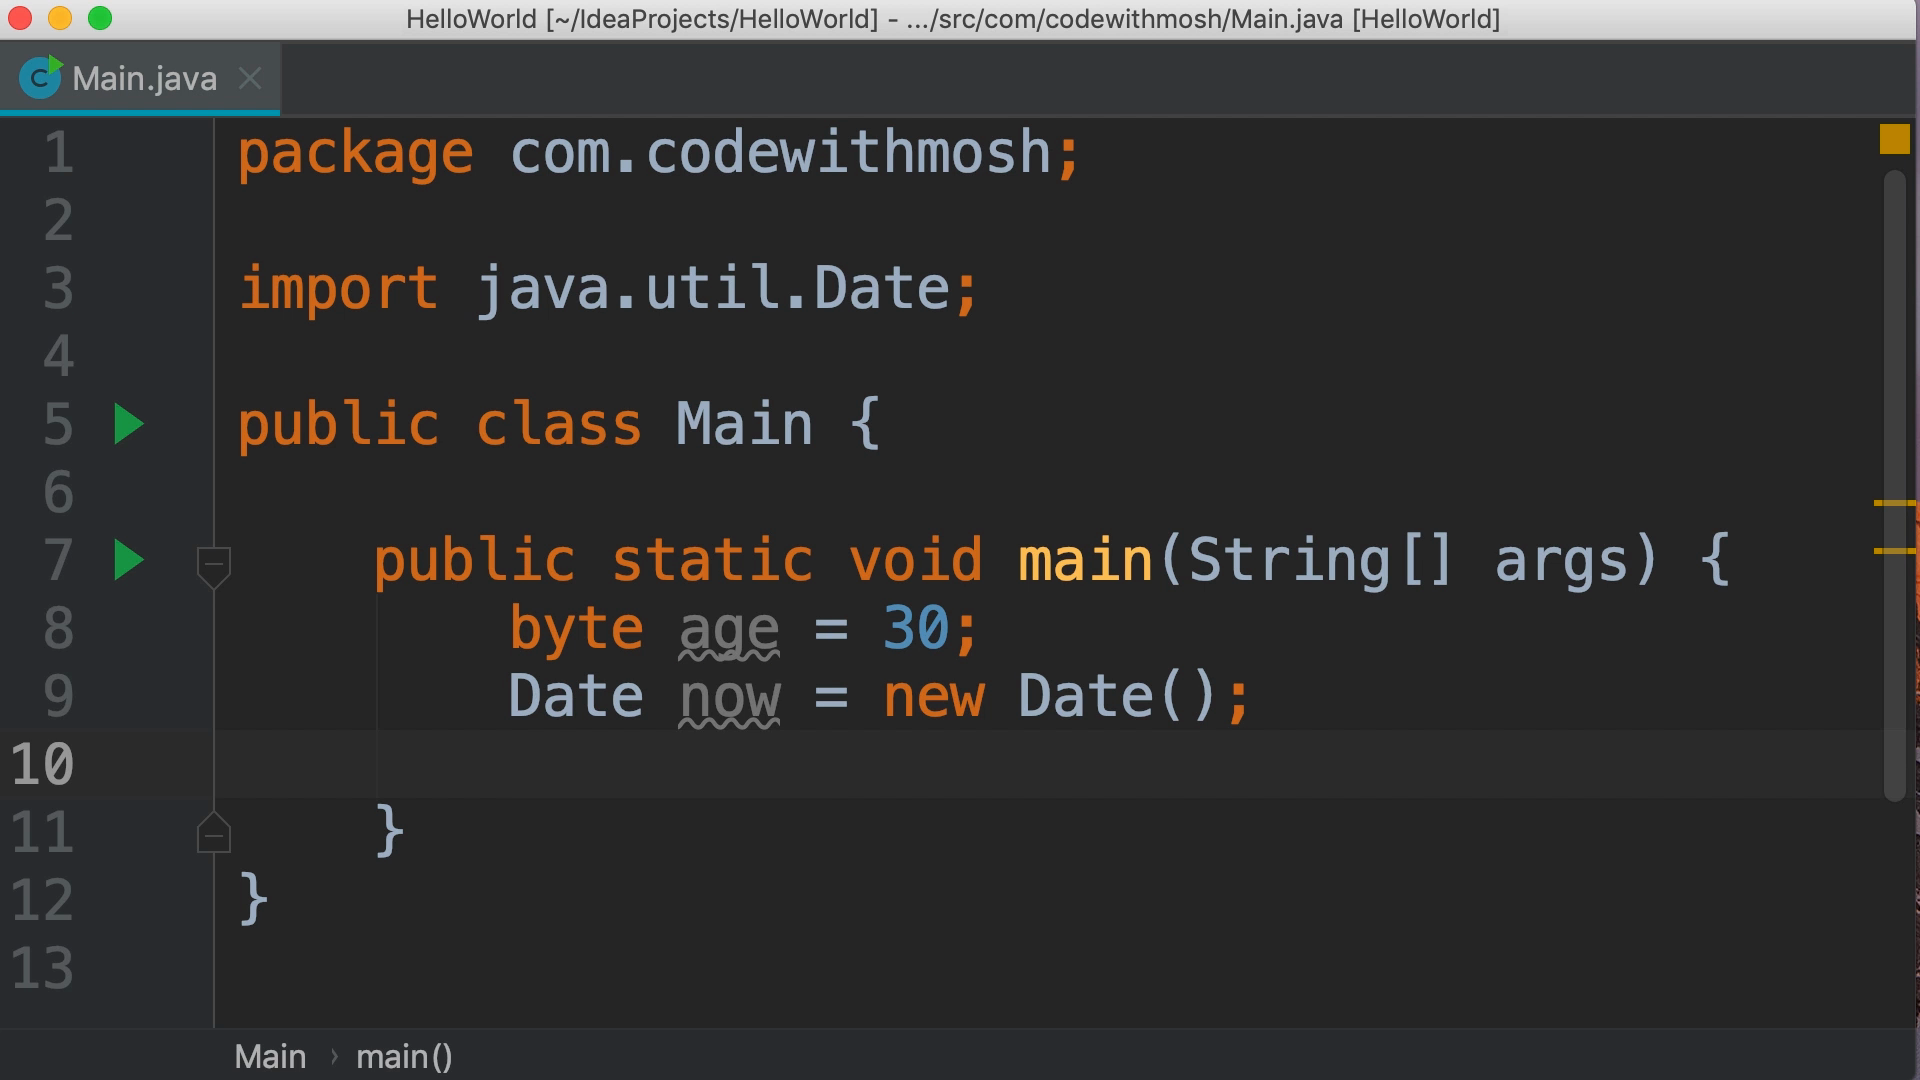 HelloWorld [~/IdeaProjects/HelloWorld] - .../src/com/codewithmosh/Main.java [HelloWorld]
C Main.java
1 package com.codewithmosh;
2
3 import java.util.Date;
4
5 public class Main {
6
7 public static void main(String[] args) {
8 byte age = 30;
9 Date now = new Date();
10
11 }
12 }
13
Main › main()